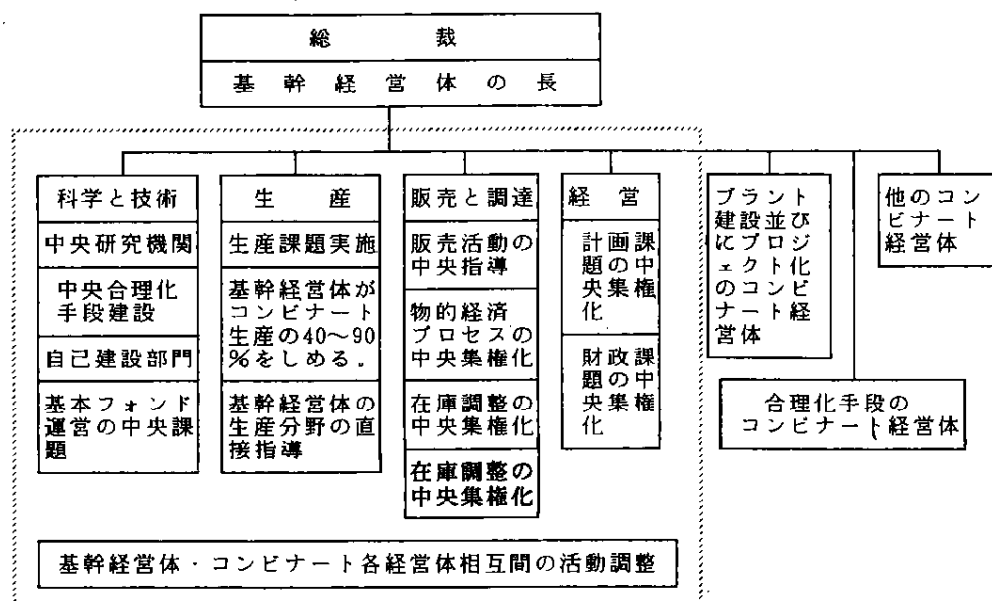 総裁
基幹経営体の長
科学と技術
中央研究機関
中央合理化
手段建設
自己建設部門
基本フォンド
運営の中央課
題
生産
生産課題実施
基幹経営体が
コンビナート
生産の40〜90
%をしめる.
基幹経営体の
生産分野の直
接指導
販売と調達
販売活動の
中央指導
物的経済
プロセスの
中央集権化
在庫調整の
中央集権化
在庫調整の
中央集権化
経営
計画課
題の中
央集権
化
財政課
題の中
央集権
化
プラント
建設並び
にプロジ
ェクト化
のコンビ
ナート経
営体
他のコン
ビナート
経営体
合理化手段の
コンビナート経営体
基幹経営体・コンビナート各経営体相互間の活動調整